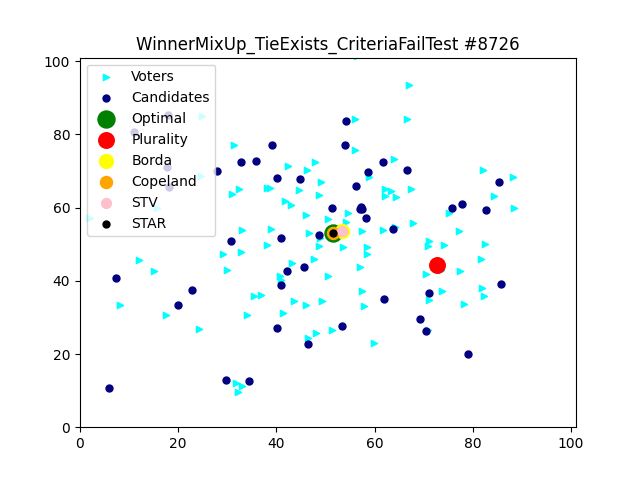 WinnerMixUp_TieExists_CriteriaFailTest #8726
100
80
60
40
20
0
Voters
Candidates
Optimal
Plurality
Borda
Copeland
STV
STAR
0 20 40 60 80 100